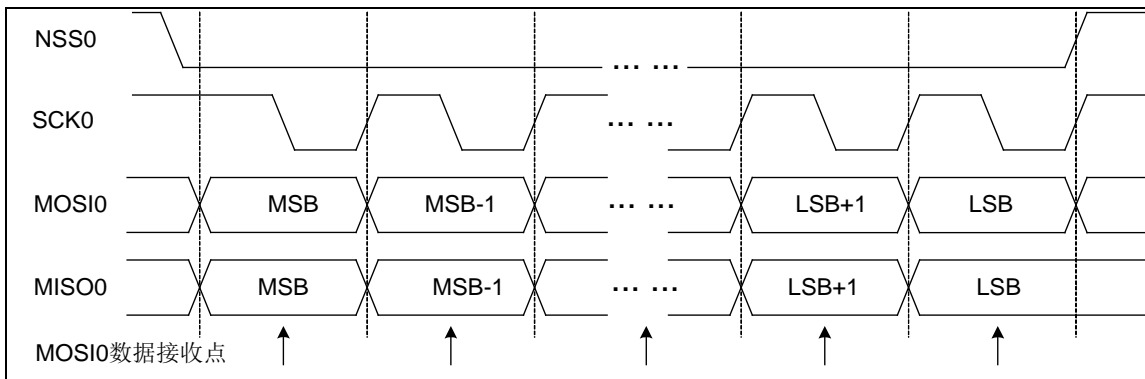 NSS0
... ...
SCK0
... ...
MOSI0 MSB MSB-1 ... ... LSB+1 LSB
MISO0 MSB MSB-1 ... ... LSB+1 LSB
MOSI0数据接收点